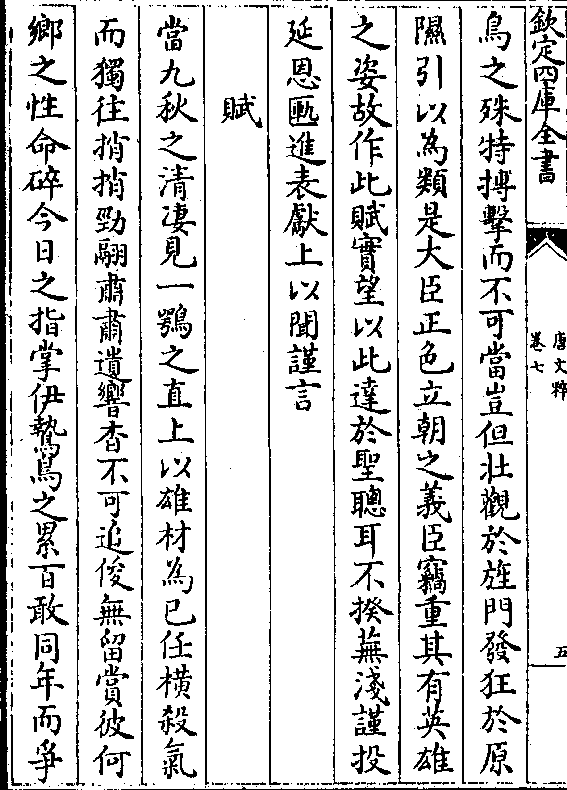 欽定四庫全書
唐文粹
卷七
五
鳥之殊特搏擊而不可當豈但壯觀於旌門發狂於原
隰引以為類是大臣正色立朝之義臣竊重其有英雄
之姿故作此賦實望以此達於聖聰耳不揆蕪淺謹投
延恩匭進表獻上以聞謹言
賦
當九秋之清凄見一鶚之直上以雄材為已任橫殺氣
而獨往捎捎勁翮肅肅遺響杳不可追俊無留賞彼何
鄉之性命碎今日之指掌伊鷙鳥之累百敢同年而爭